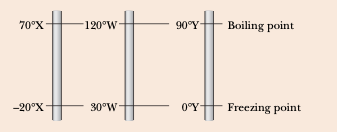 70°X 120°W 90°Y Boiling point
–20°X 30°W 0°Y Freezing point